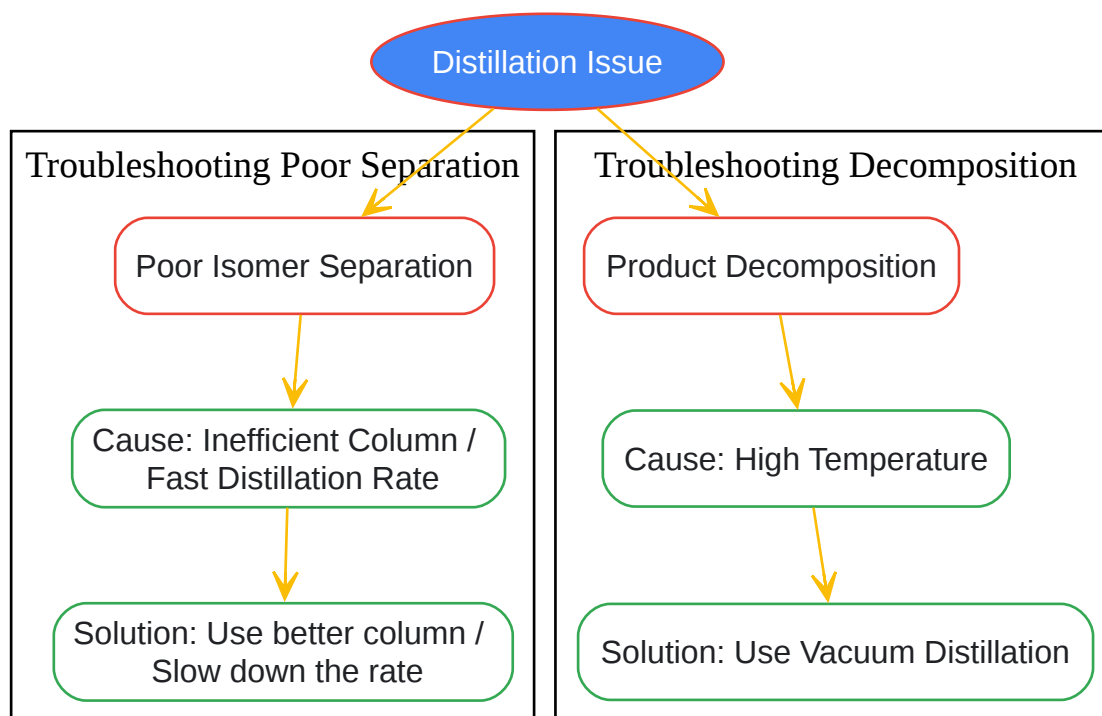 Distillation Issue
Troubleshooting Poor Separation
Poor Isomer Separation
Cause: Inefficient Column /
Fast Distillation Rate
Solution: Use better column /
Slow down the rate
Troubleshooting Decomposition
Product Decomposition
Cause: High Temperature
Solution: Use Vacuum Distillation